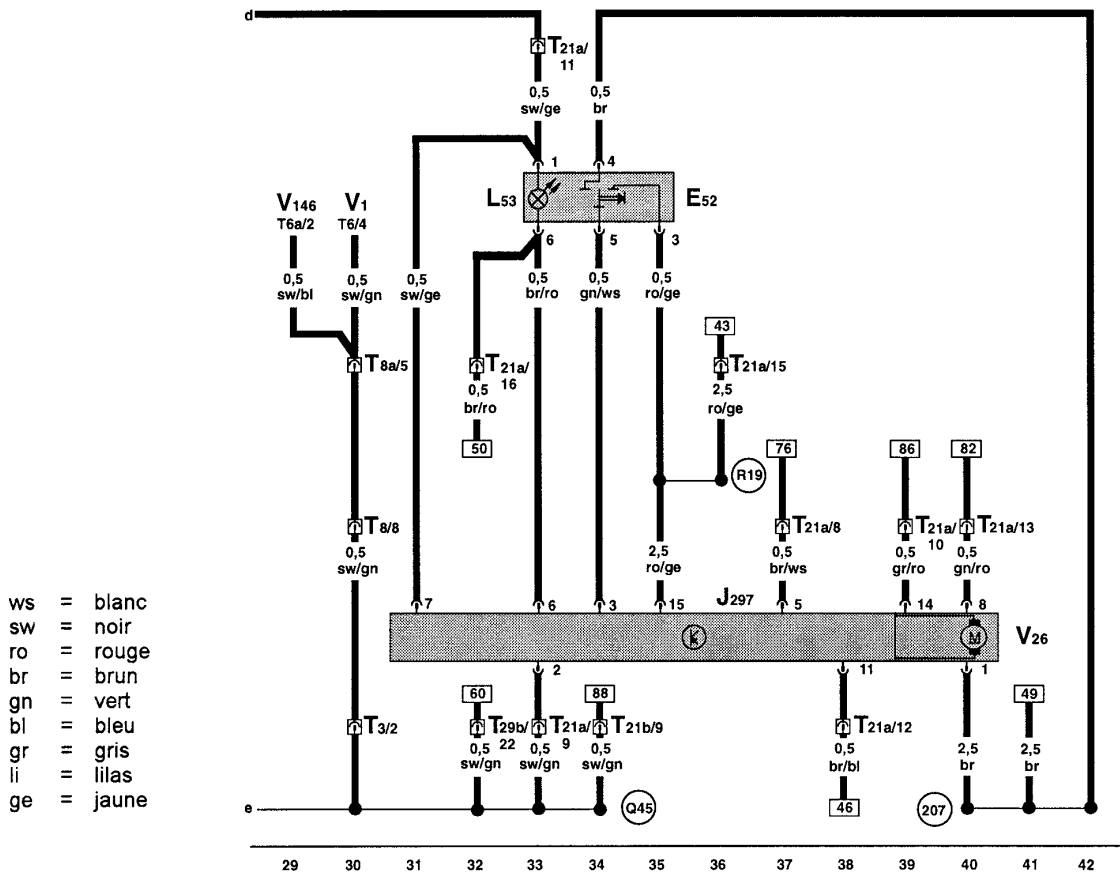 d
T21a/
11
0,5
sw/ge
0,5
br
1
4
L53
E52
V146
T6a/2
V1
T6/4
6
5
3
0,5
sw/bl
0,5
sw/gn
0,5
sw/ge
0,5
br/ro
0,5
gn/ws
0,5
ro/ge
43
T8a/5
T21a/
16
T21a/15
0,5
br/ro
2,5
ro/ge
50
76
86
82
R19
T8/8
T21a/8
T21a/
10
T21a/13
0,5
sw/gn
2,5
ro/ge
0,5
br/ws
0,5
gr/ro
0,5
gn/ro
J297
7
6
3
15
5
14
8
M
V26
2
11
1
60
88
49
T3/2
T29b/
22
T21a/
9
T21b/9
T21a/12
0,5
sw/gn
0,5
sw/gn
0,5
sw/gn
0,5
br/bl
2,5
br
2,5
br
e
Q45
46
207
29 30 31 32 33 34 35 36 37 38 39 40 41 42
ws = blanc
sw = noir
ro = rouge
br = brun
gn = vert
bl = bleu
gr = gris
li = lilas
ge = jaune